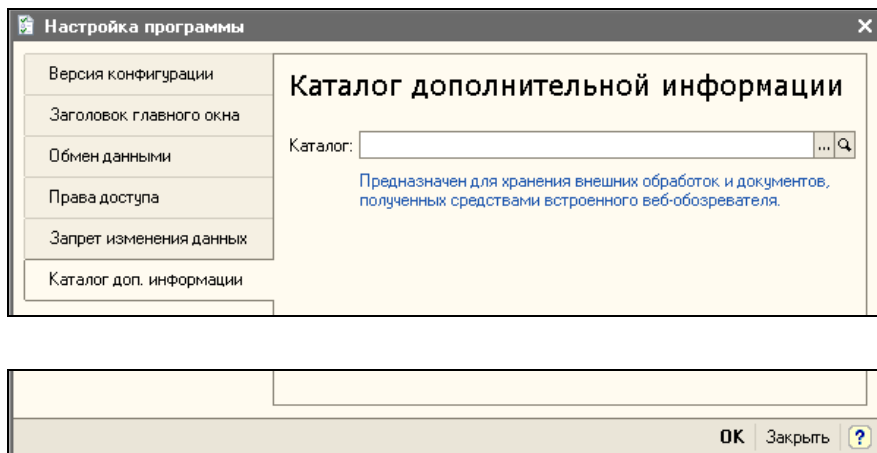 Настройка программы
Версия конфигурации
Заголовок главного окна
Обмен данными
Права доступа
Запрет изменения данных
Каталог доп. информации
Каталог дополнительной информации
Каталог:
...
Предназначен для хранения внешних обработок и документов,
полученных средствами встроенного веб-обозревателя.
OK Закрыть ?